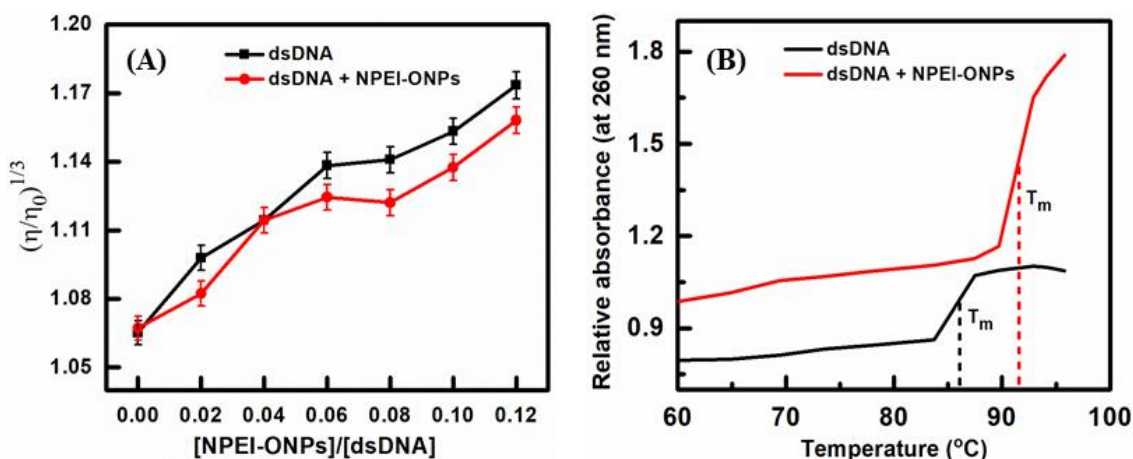 (A)
dsDNA
dsDNA + NPEI-ONPs
(η/η₀)^1/3
1.20
1.17
1.14
1.11
1.08
1.05
0.00 0.02 0.04 0.06 0.08 0.10 0.12
[NPEI-ONPs]/[dsDNA]
(B)
dsDNA
dsDNA + NPEI-ONPs
Relative absorbance (at 260 nm)
1.8
1.5
1.2
0.9
Tm
Tm
60 70 80 90 100
Temperature (°C)